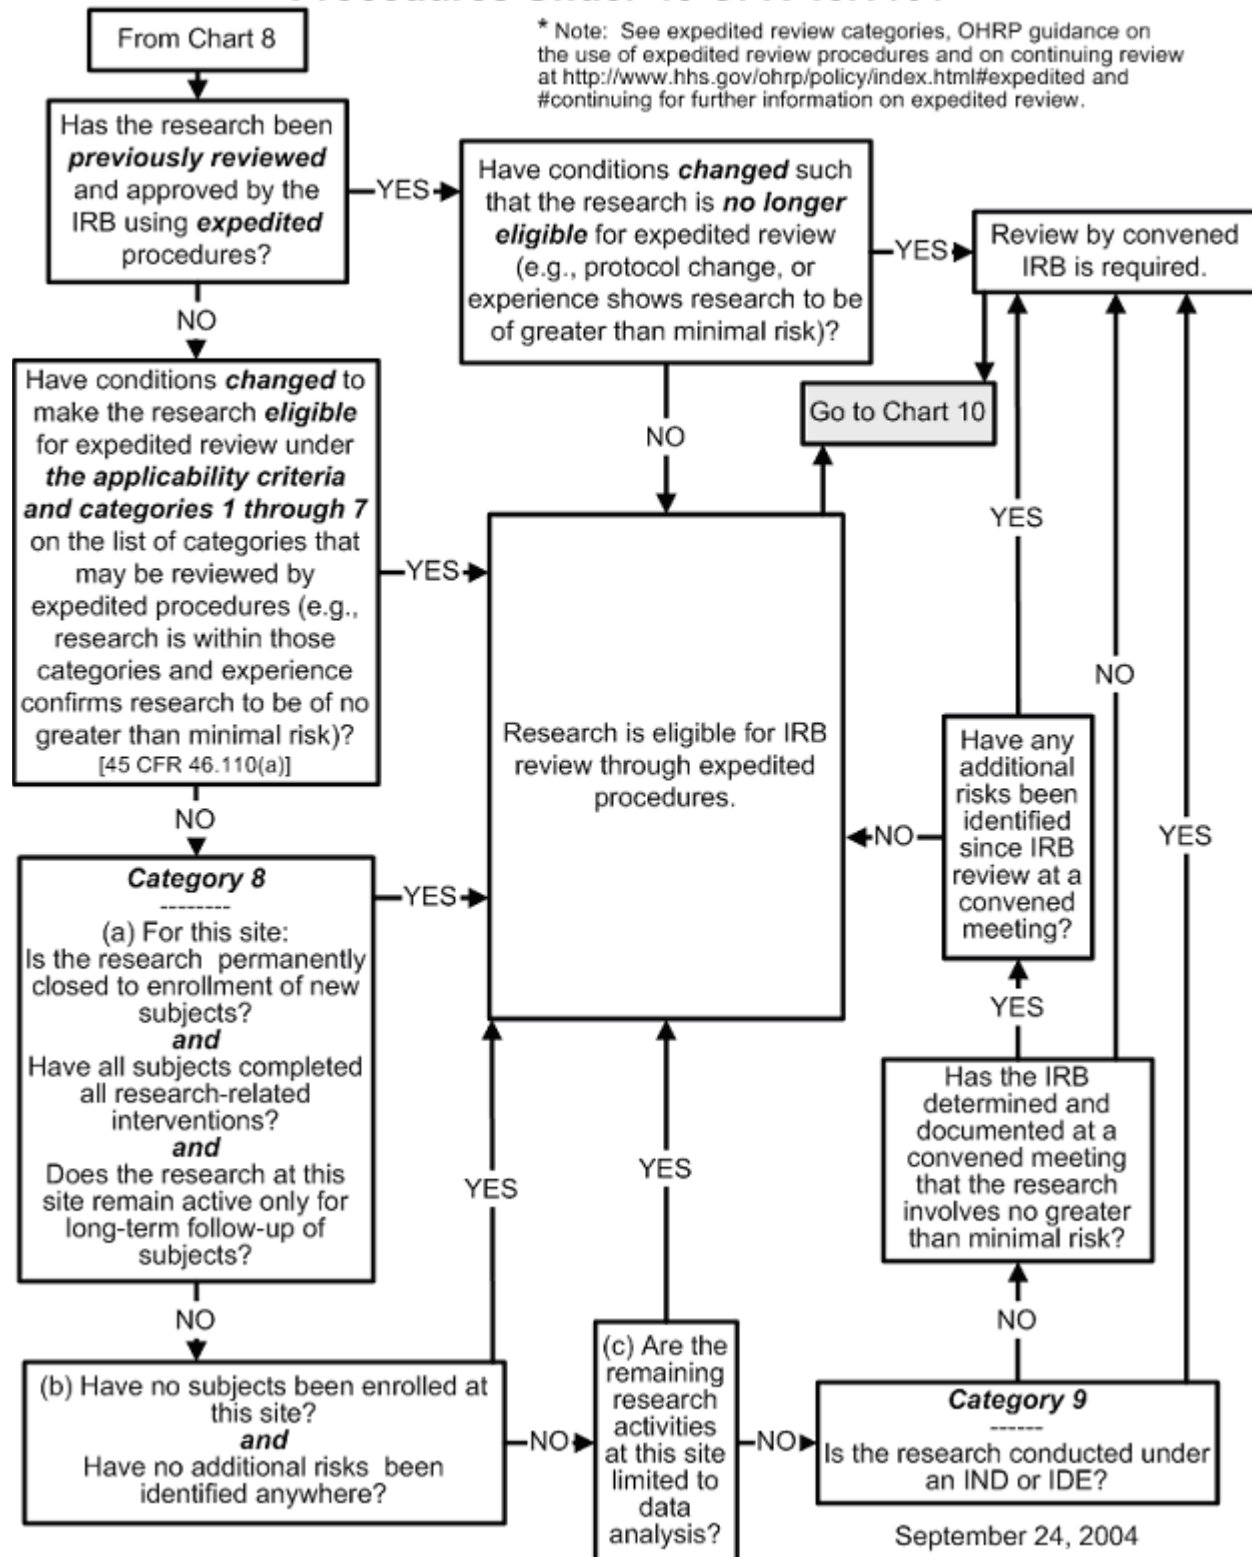 From Chart 8
* Note: See expedited review categories, OHRP guidance on
the use of expedited review procedures and on continuing review
at http://www.hhs.gov/ohrp/policy/index.html#expedited and
#continuing for further information on expedited review.
Has the research been
previously reviewed
and approved by the
IRB using expedited
procedures?
YES
Have conditions changed such
that the research is no longer
eligible for expedited review
(e.g., protocol change, or
experience shows research to be
of greater than minimal risk)?
YES
Review by convened
IRB is required.
NO
Have conditions changed to
make the research eligible
for expedited review under
the applicability criteria
and categories 1 through 7
on the list of categories that
may be reviewed by
expedited procedures (e.g.,
research is within those
categories and experience
confirms research to be of no
greater than minimal risk)?
[45 CFR 46.110(a)]
YES
NO
Go to Chart 10
Research is eligible for IRB
review through expedited
procedures.
YES
NO
YES
Have any
additional
risks been
identified
since IRB
review at a
convened
meeting?
NO
NO
Category 8
--------
(a) For this site:
Is the research permanently
closed to enrollment of new
subjects?
and
Have all subjects completed
all research-related
interventions?
and
Does the research at this
site remain active only for
long-term follow-up of
subjects?
YES
YES
Has the IRB
determined and
documented at a
convened meeting
that the research
involves no greater
than minimal risk?
YES
YES
NO
NO
(b) Have no subjects been enrolled at
this site?
and
Have no additional risks been
identified anywhere?
NO
(c) Are the
remaining
research
activities
at this site
limited to
data
analysis?
NO
Category 9
------
Is the research conducted under
an IND or IDE?
September 24, 2004